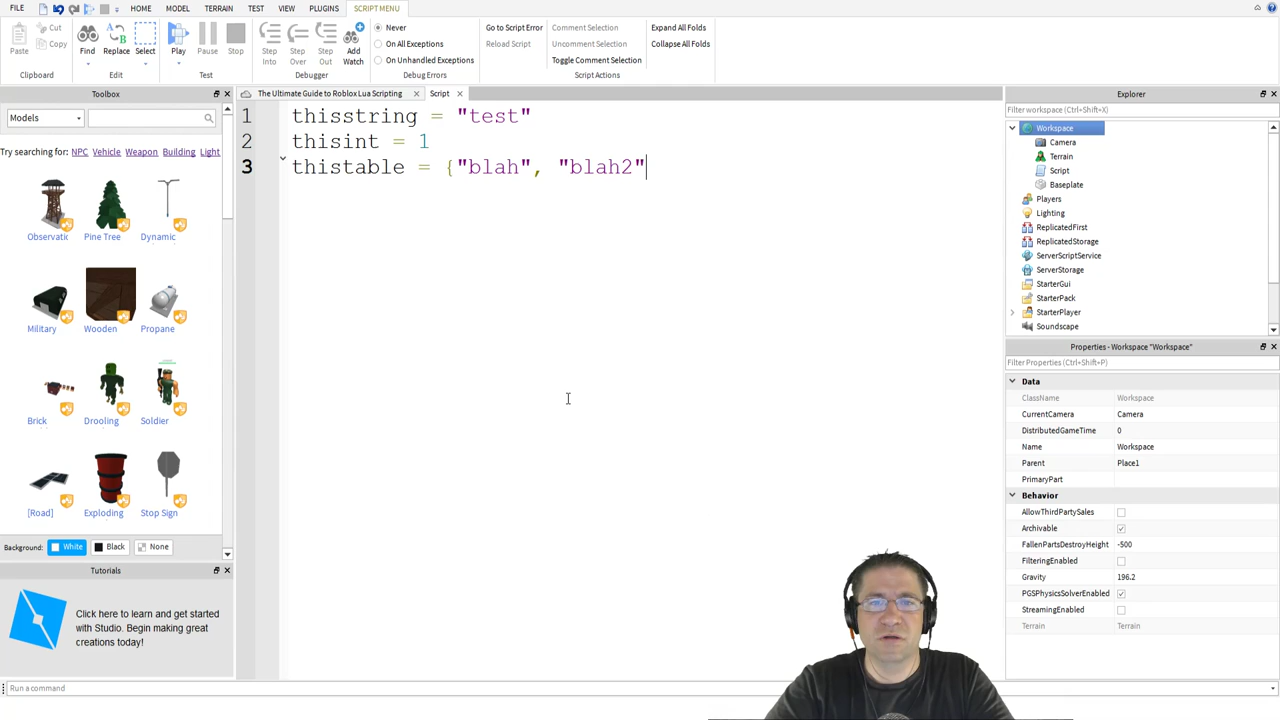 FILE HOME MODEL TERRAIN TEST VIEW PLUGINS SCRIPT MENU
Paste
Cut
Copy
Clipboard
Find
Replace
Select
Edit
Play
Pause
Stop
Test
Step Into
Step Over
Step Out
Add Watch
Debugger
Never
On All Exceptions
On Unhandled Exceptions
Debug Errors
Go to Script Error
Reload Script
Comment Selection
Uncomment Selection
Toggle Comment Selection
Script Actions
Expand All Folds
Collapse All Folds
Toolbox
Models
Try searching for: NPC Vehicle Weapon Building Light
Observatic Pine Tree Dynamic
Military Wooden Propane
Brick Drooling Soldier
[Road] Exploding Stop Sign
Background: White Black None
Tutorials
Click here to learn and get started
with Studio. Begin making great
creations today!
Run a command
The Ultimate Guide to Roblox Lua Scripting
Script
1 thisstring = "test"
2 thisint = 1
3 thistable = {"blah", "blah2"
Explorer
Filter workspace (Ctrl+Shift+X)
Workspace
Camera
Terrain
Script
Baseplate
Players
Lighting
ReplicatedFirst
ReplicatedStorage
ServerScriptService
ServerStorage
StarterGui
StarterPack
StarterPlayer
Soundscape
Properties - Workspace "Workspace"
Filter Properties (Ctrl+Shift+P)
Data
ClassName Workspace
CurrentCamera Camera
DistributedGameTime 0
Name Workspace
Parent Place1
PrimaryPart
Behavior
AllowThirdPartySales
Archivable
FallenPartsDestroyHeight -500
FilteringEnabled
Gravity 196.2
PGSPhysicsSolverEnabled
StreamingEnabled
Terrain Terrain